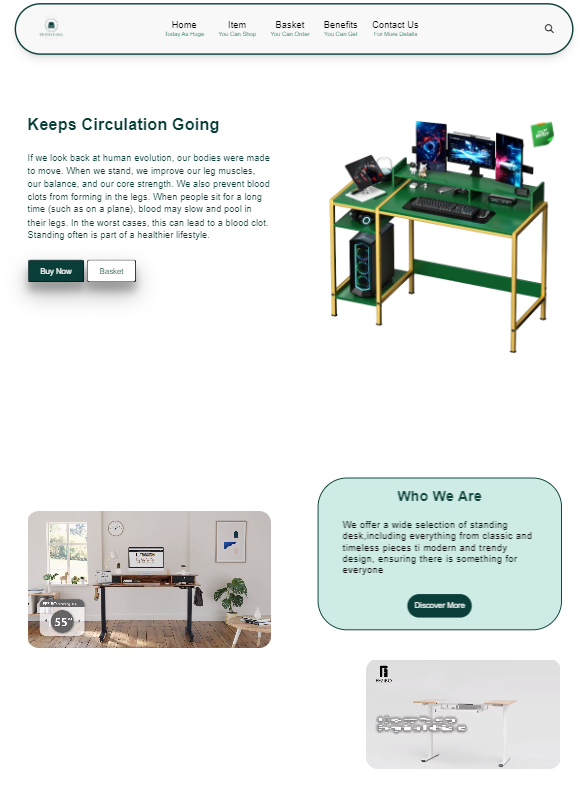 Home
Item
Basket
Benefits
Contact Us
Today As Huge
You Can Shop
You Can Order
You Can Get
For More Details
Keeps Circulation Going
If we look back at human evolution, our bodies were made
to move. When we stand, we improve our leg muscles,
our balance, and our core strength. We also prevent blood
clots from forming in the legs. When people sit for a long
time (such as on a plane), blood may slow and pool in
their legs. In the worst cases, this can lead to a blood clot.
Standing often is part of a healthier lifestyle.
Buy Now
Basket
Who We Are
We offer a wide selection of standing
desk,including everything from classic and
timeless pieces ti modern and trendy
design, ensuring there is something for
everyone
Discover More
55"
FEZIBO